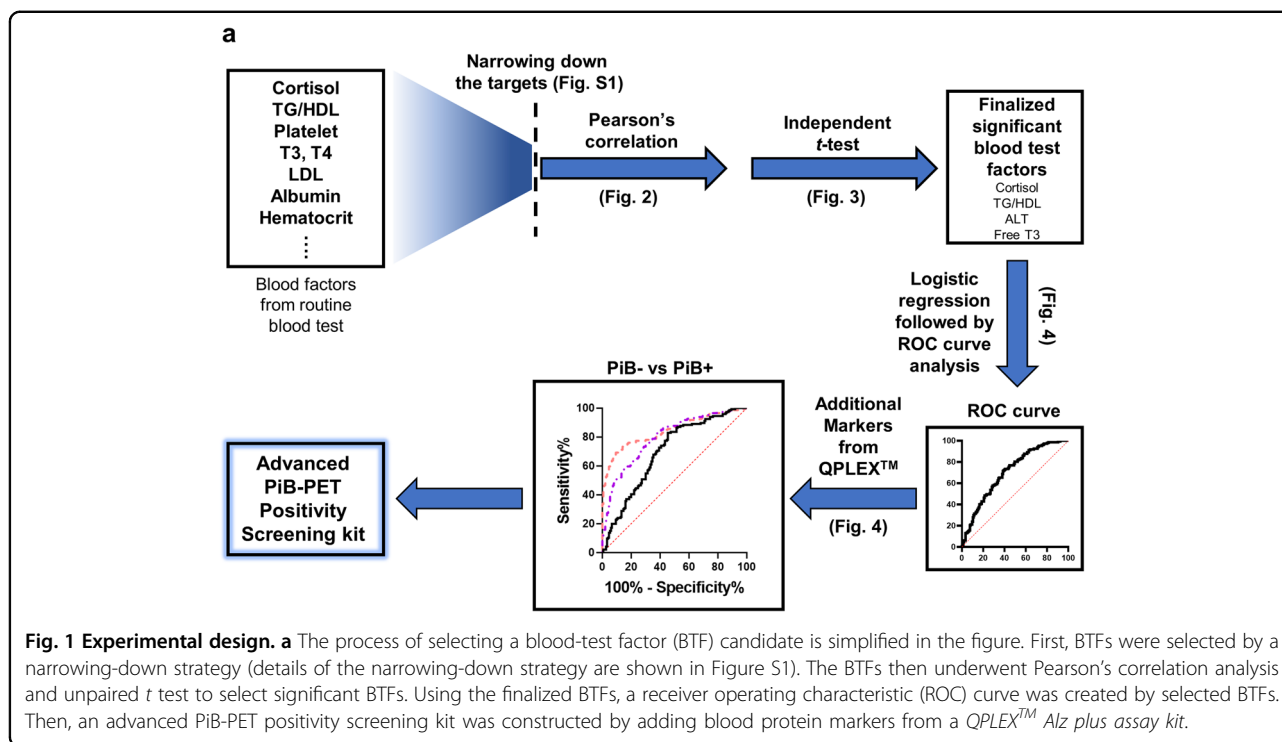 a
Cortisol
TG/HDL
Platelet
T3, T4
LDL
Albumin
Hematocrit
Blood factors
from routine
blood test
Narrowing down
the targets (Fig. S1)
Pearson's
correlation
(Fig. 2)
Independent
t-test
(Fig. 3)
Finalized
significant
blood test
factors
Cortisol
TG/HDL
ALT
Free T3
Logistic
regression
followed by
ROC curve
analysis
(Fig. 4)
ROC curve
100
80
60
40
20
0
0 20 40 60 80 100
Additional
Markers
from
QPLEX™
(Fig. 4)
PiB- vs PiB+
Sensitivity%
100
80
60
40
20
0
0 20 40 60 80 100
100% - Specificity%
Advanced
PiB-PET
Positivity
Screening kit
Fig. 1 Experimental design. a The process of selecting a blood-test factor (BTF) candidate is simplified in the figure. First, BTFs were selected by a
narrowing-down strategy (details of the narrowing-down strategy are shown in Figure S1). The BTFs then underwent Pearson's correlation analysis
and unpaired t test to select significant BTFs. Using the finalized BTFs, a receiver operating characteristic (ROC) curve was created by selected BTFs.
Then, an advanced PiB-PET positivity screening kit was constructed by adding blood protein markers from a QPLEX™ Alz plus assay kit.